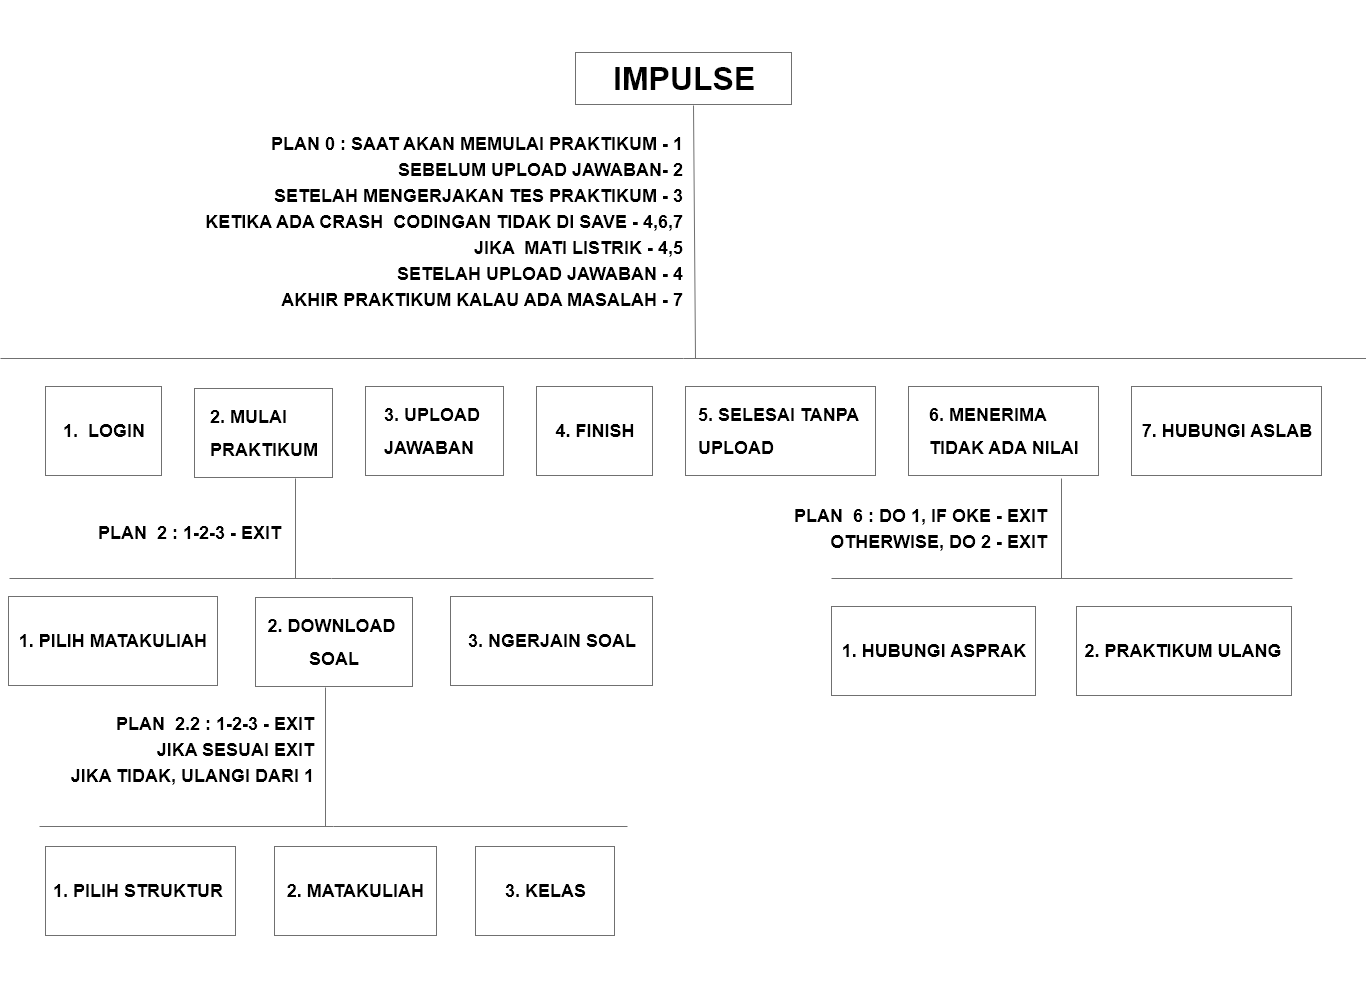 IMPULSE
PLAN 0 : SAAT AKAN MEMULAI PRAKTIKUM - 1
SEBELUM UPLOAD JAWABAN- 2
SETELAH MENGERJAKAN TES PRAKTIKUM - 3
KETIKA ADA CRASH  CODINGAN TIDAK DI SAVE - 4,6,7
JIKA  MATI LISTRIK - 4,5
SETELAH UPLOAD JAWABAN - 4
AKHIR PRAKTIKUM KALAU ADA MASALAH - 7
1.  LOGIN
2. MULAI
PRAKTIKUM
3. UPLOAD
JAWABAN
4. FINISH
5. SELESAI TANPA
UPLOAD
6. MENERIMA
TIDAK ADA NILAI
7. HUBUNGI ASLAB
PLAN  2 : 1-2-3 - EXIT
PLAN  6 : DO 1, IF OKE - EXIT
OTHERWISE, DO 2 - EXIT
1. PILIH MATAKULIAH
2. DOWNLOAD
SOAL
3. NGERJAIN SOAL
1. HUBUNGI ASPRAK
2. PRAKTIKUM ULANG
PLAN  2.2 : 1-2-3 - EXIT
JIKA SESUAI EXIT
JIKA TIDAK, ULANGI DARI 1
1. PILIH STRUKTUR
2. MATAKULIAH
3. KELAS